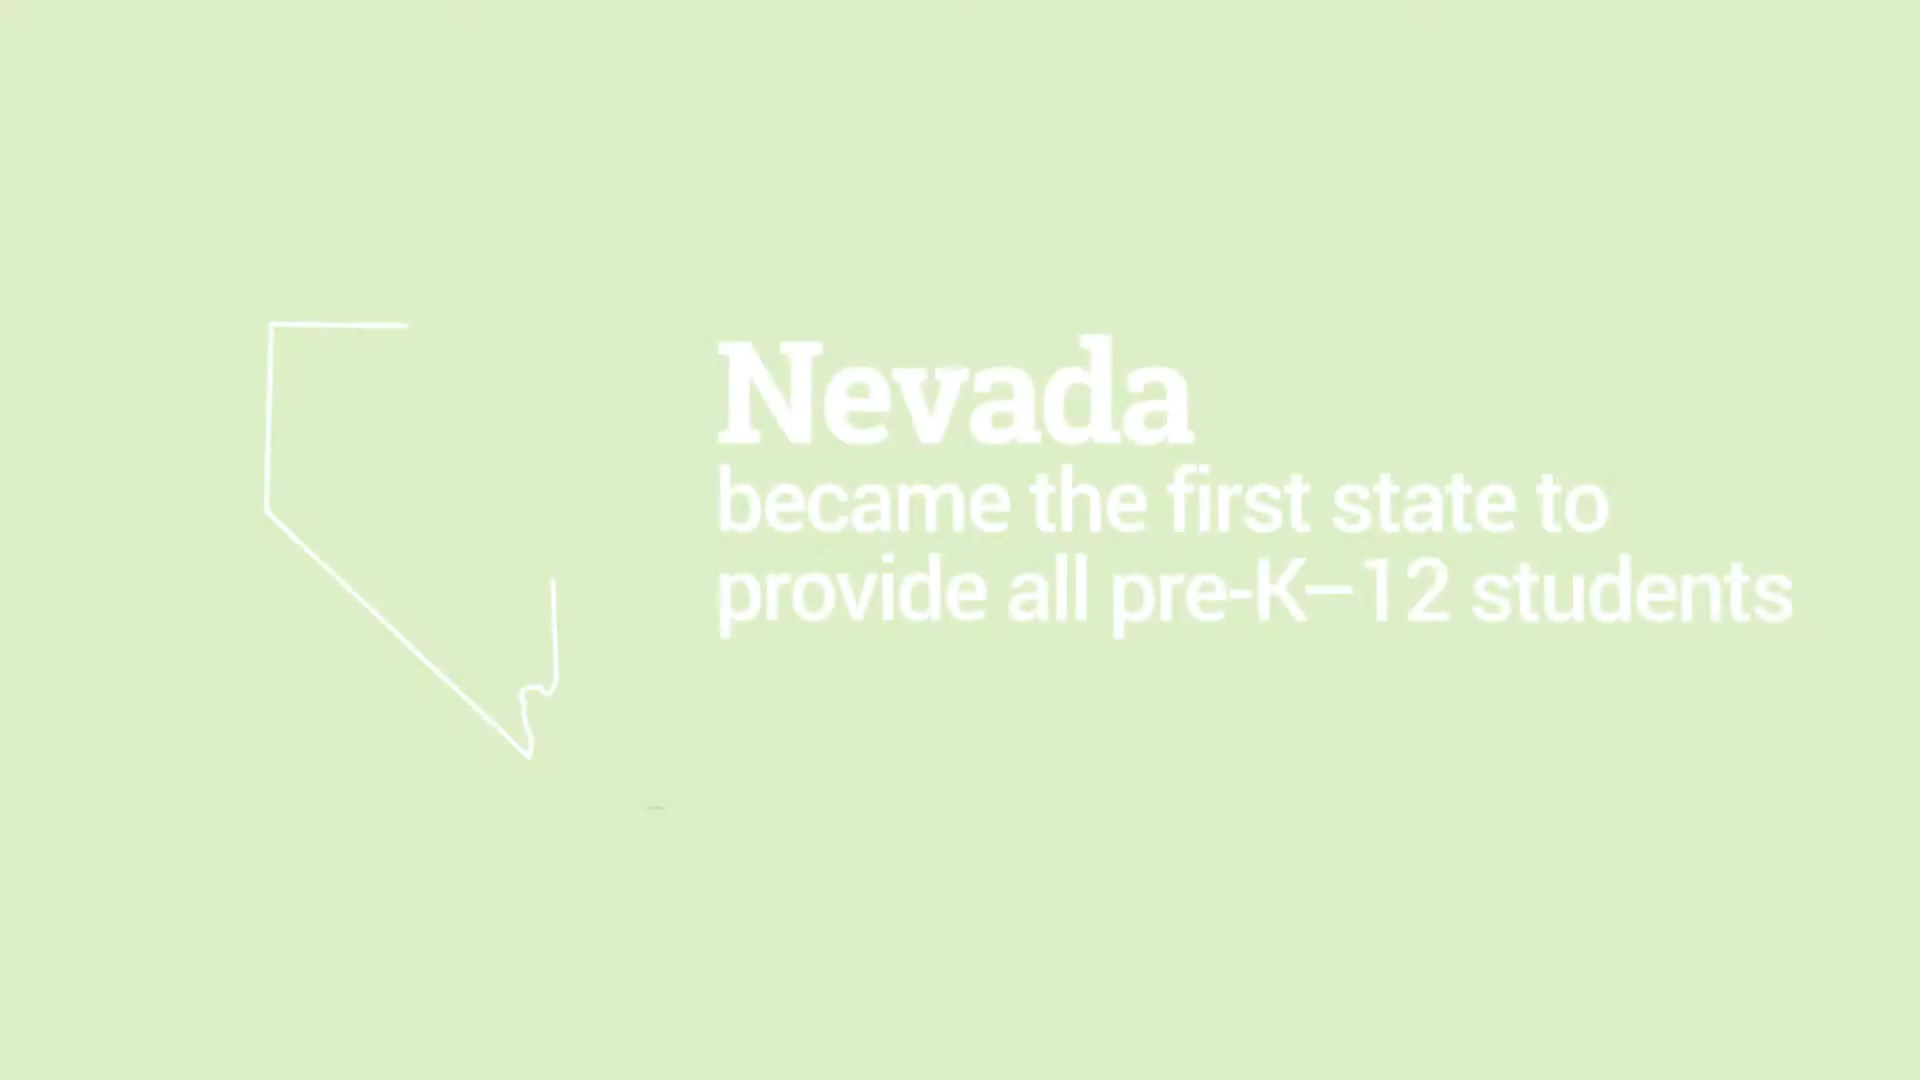 Nevada
became the first state to
provide all pre-K–12 students